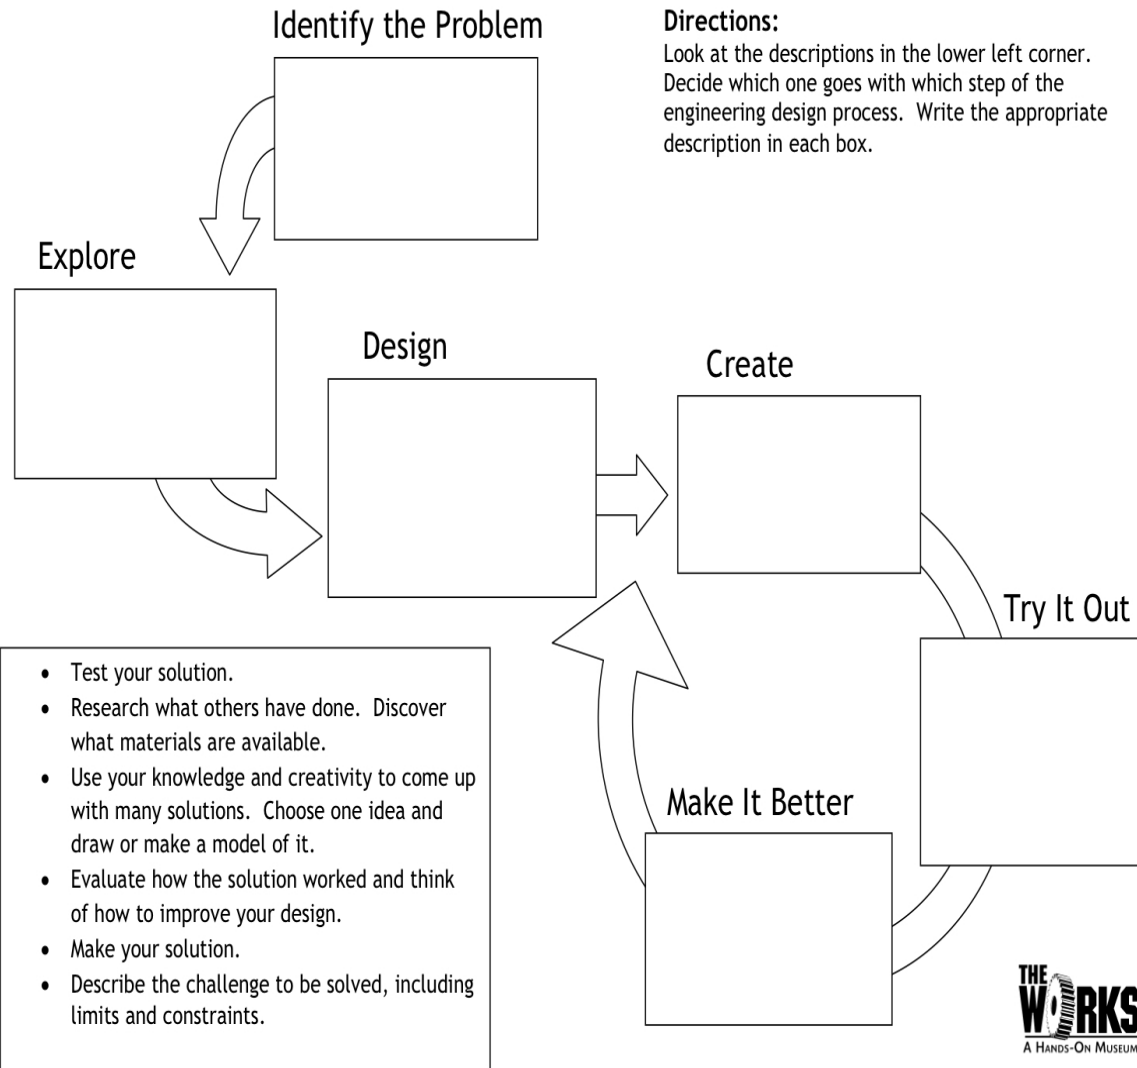 Identify the Problem
Directions:
Look at the descriptions in the lower left corner.
Decide which one goes with which step of the
engineering design process.  Write the appropriate
description in each box.
Explore
Design
Create
Try It Out
Make It Better
• Test your solution.
• Research what others have done.  Discover
what materials are available.
• Use your knowledge and creativity to come up
with many solutions.  Choose one idea and
draw or make a model of it.
• Evaluate how the solution worked and think
of how to improve your design.
• Make your solution.
• Describe the challenge to be solved, including
limits and constraints.
THE
WORKS
A HANDS-ON MUSEUM